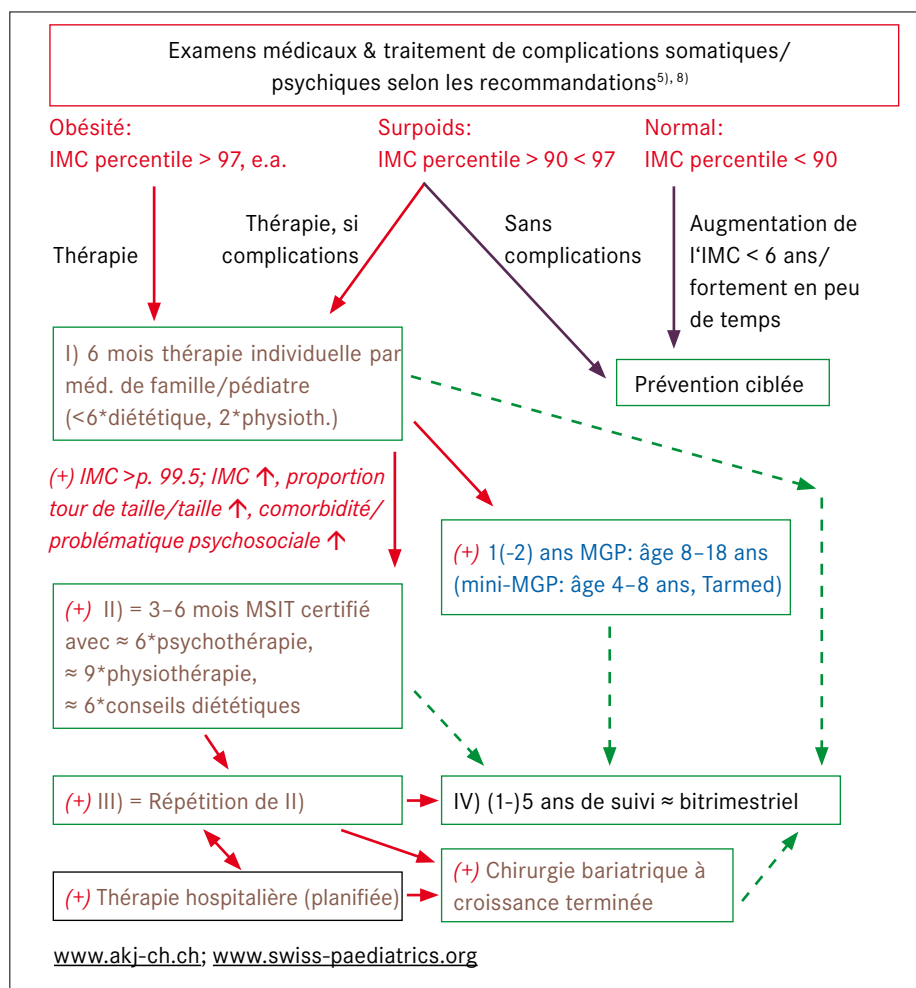 Examens médicaux & traitement de complications somatiques/
psychiques selon les recommandations5), 8)
Obésité:
IMC percentile > 97, e.a.
Surpoids:
IMC percentile > 90 < 97
Normal:
IMC percentile < 90
Thérapie
Thérapie, si
complications
Sans
complications
Augmentation de
l‘IMC < 6 ans/
fortement en peu
de temps
I) 6 mois thérapie individuelle par
méd. de famille/pédiatre
(<6*diététique, 2*physioth.)
Prévention ciblée
(+) IMC >p. 99.5; IMC ↑, proportion
tour de taille/taille ↑, comorbidité/
problématique psychosociale ↑
(+) 1(-2) ans MGP: âge 8–18 ans
(mini-MGP: âge 4–8 ans, Tarmed)
(+) II) = 3–6 mois MSIT certifié
avec ≈ 6*psychothérapie,
≈ 9*physiothérapie,
≈ 6*conseils diététiques
(+) III) = Répétition de II)
IV) (1-)5 ans de suivi ≈ bitrimestriel
(+) Thérapie hospitalière (planifiée)
(+) Chirurgie bariatrique à
croissance terminée
www.akj-ch.ch; www.swiss-paediatrics.org